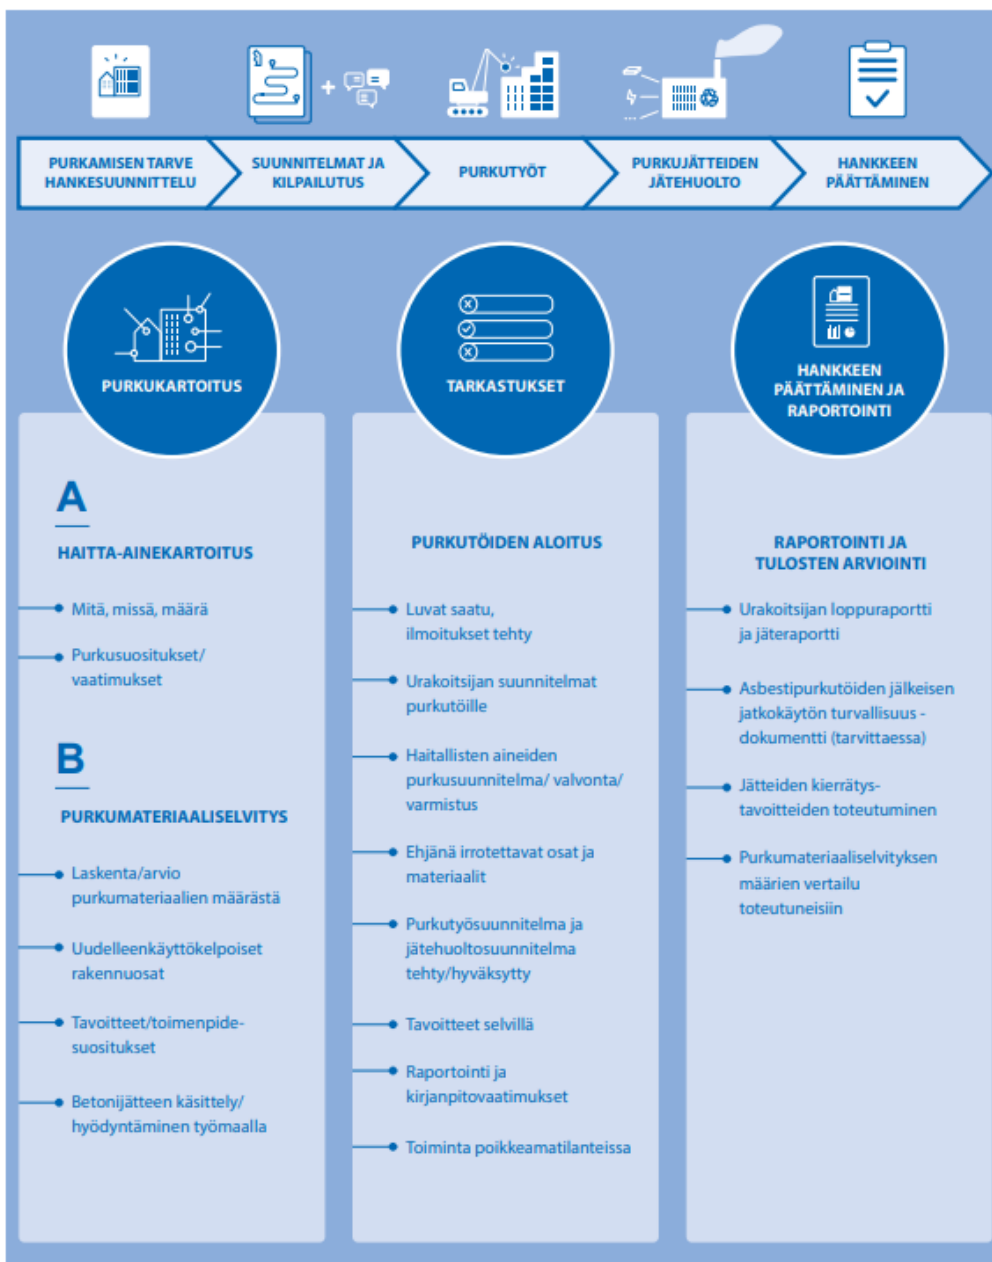 PURKAMISEN TARVE
HANKESUUNNITTELU
SUUNNITELMAT JA
KILPAILUTUS
PURKUTYÖT
PURKUJÄTTEIDEN
JÄTEHUOLTO
HANKKEEN
PÄÄTTÄMINEN
PURKUKARTOITUS
A
HAITTA-AINEKARTOITUS
Mitä, missä, määrä
Purkusuositukset/
vaatimukset
B
PURKUMATERIAALISELVITYS
Laskenta/arvio
purkumateriaalien määrästä
Uudelleenkäyttökelpoiset
rakennuosat
Tavoitteet/toimenpide-
suositukset
Betonijätteen käsittely/
hyödyntäminen työmaalla
TARKASTUKSET
PURKUTÖIDEN ALOITUS
Luvat saatu,
ilmoitukset tehty
Urakoitsijan suunnitelmat
purkutöille
Haitallisten aineiden
purkusuunnitelma/ valvonta/
varmistus
Ehjänä irrotettavat osat ja
materiaalit
Purkutyösuunnitelma ja
jätehuoltosuunnitelma
tehty/hyväksytty
Tavoitteet selvillä
Raportointi ja
kirjanpitovaatimukset
Toiminta poikkeamatilanteissa
HANKKEEN
PÄÄTTÄMINEN JA
RAPORTOINTI
RAPORTOINTI JA
TULOSTEN ARVIOINTI
Urakoitsijan loppuraportti
ja jäteraportti
Asbestipurkutöiden jälkeisen
jatkokäytön turvallisuus -
dokumentti (tarvittaessa)
Jätteiden kierrätys-
tavoitteiden toteutuminen
Purkumateriaaliselvityksen
määrien vertailu
toteutuneisiin